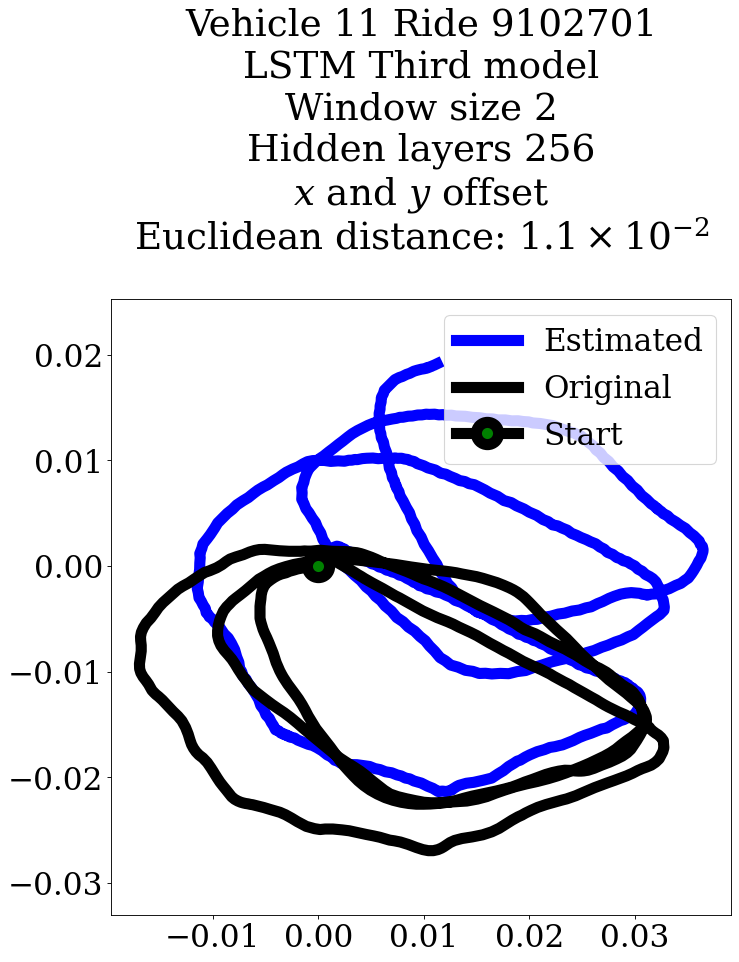 Vehicle 11 Ride 9102701
LSTM Third model
Window size 2
Hidden layers 256
x and y offset
Euclidean distance: 1.1 × 10⁻²
Estimated
Original
Start
0.02
0.01
0.00
−0.01
−0.02
−0.03
−0.01 0.00 0.01 0.02 0.03